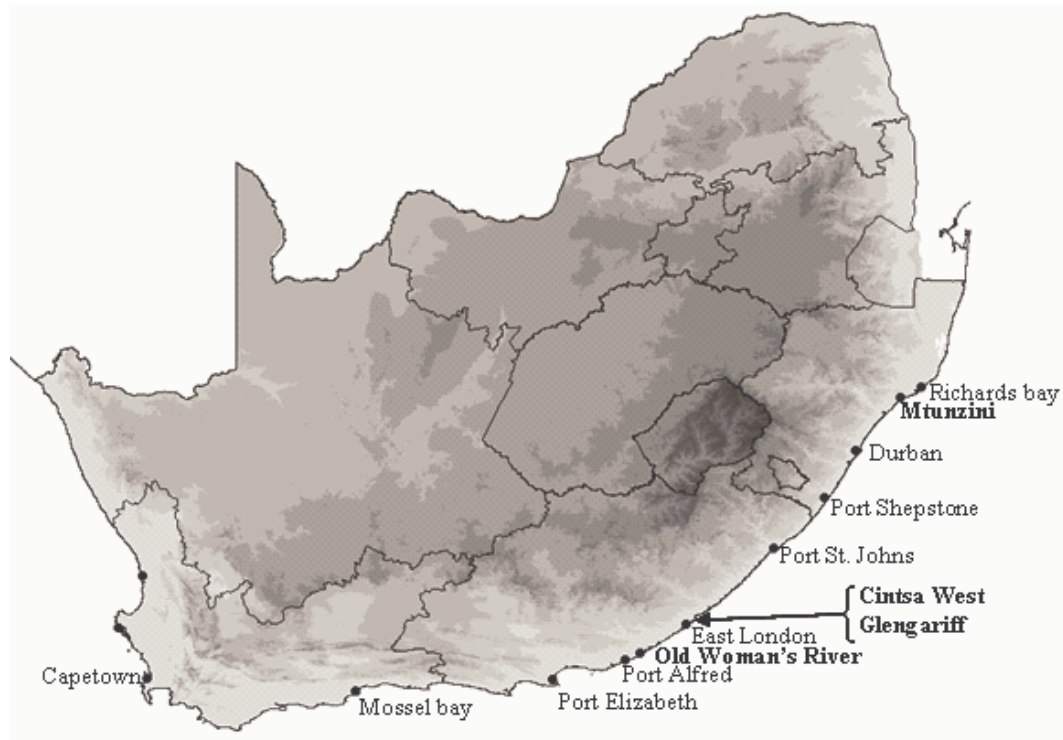 Richards bay
Mtunzini
Durban
Port Shepstone
Port St. Johns
Cintsa West
Glengariff
East London
Old Woman's River
Port Alfred
Capetown
Port Elizabeth
Mossel bay